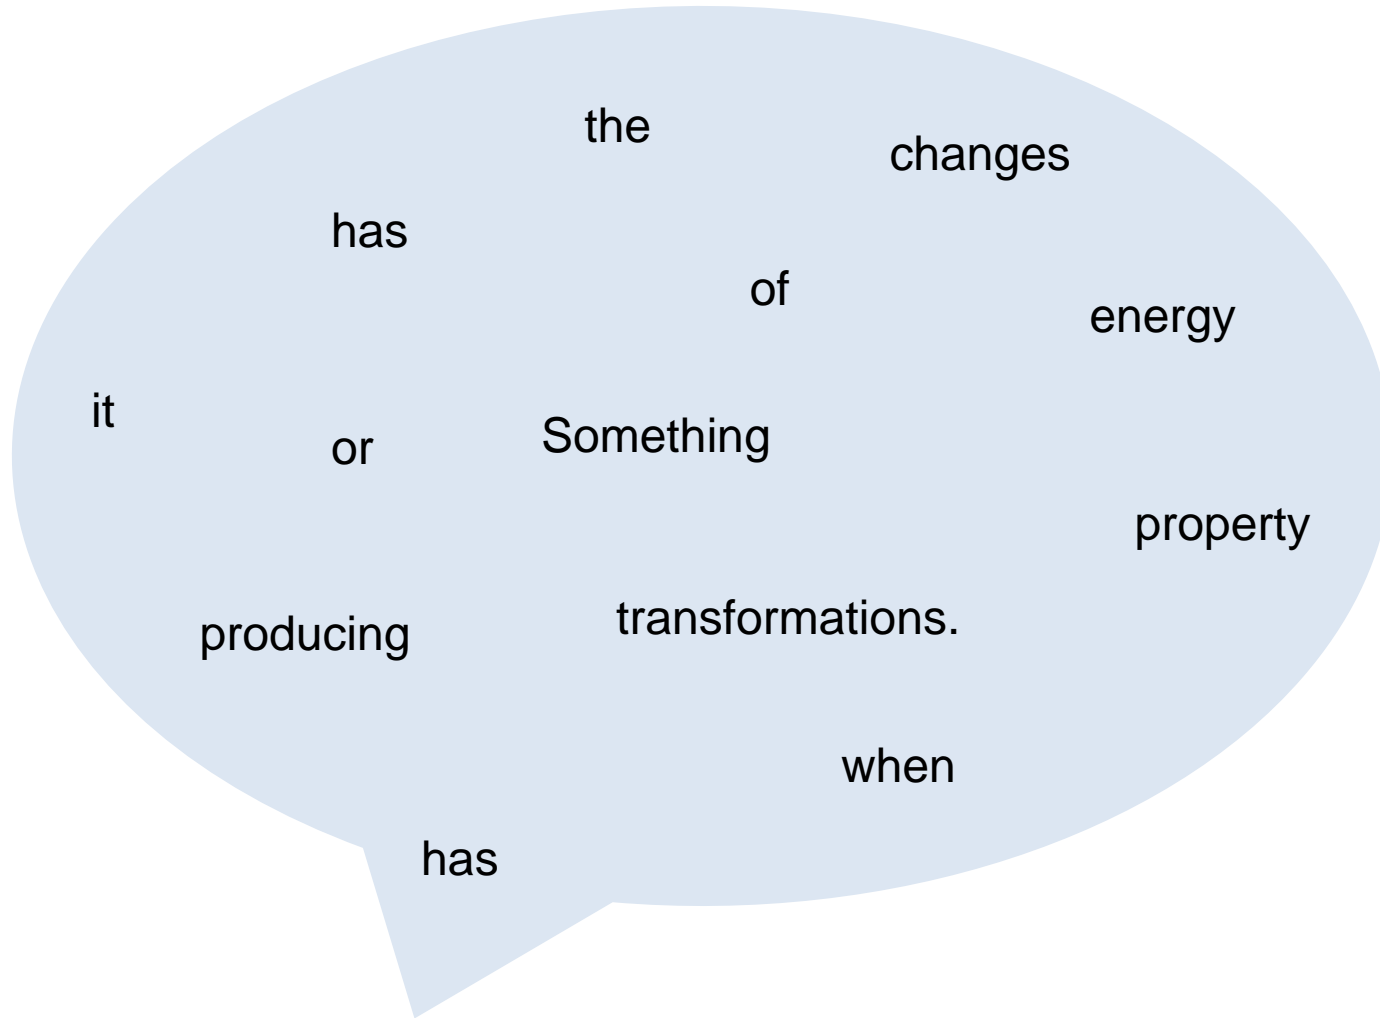 the
changes
has
of
energy
it
or
Something
property
producing
transformations.
when
has